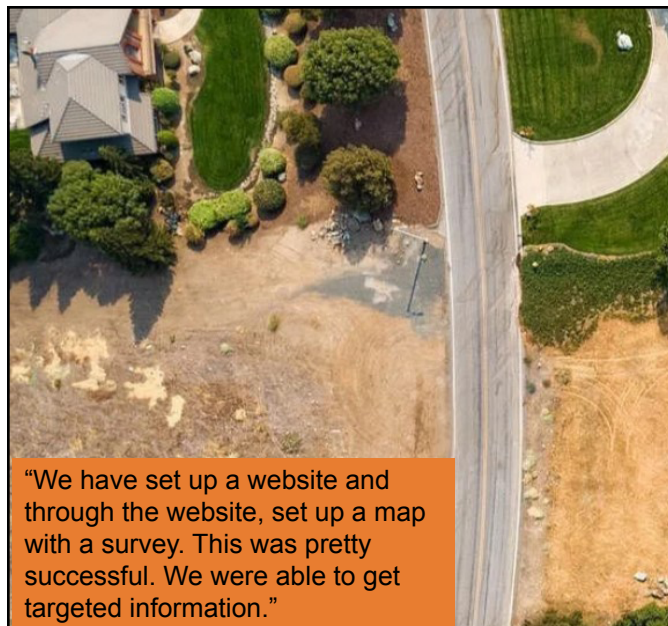 “We have set up a website and
through the website, set up a map
with a survey. This was pretty
successful. We were able to get
targeted information.”